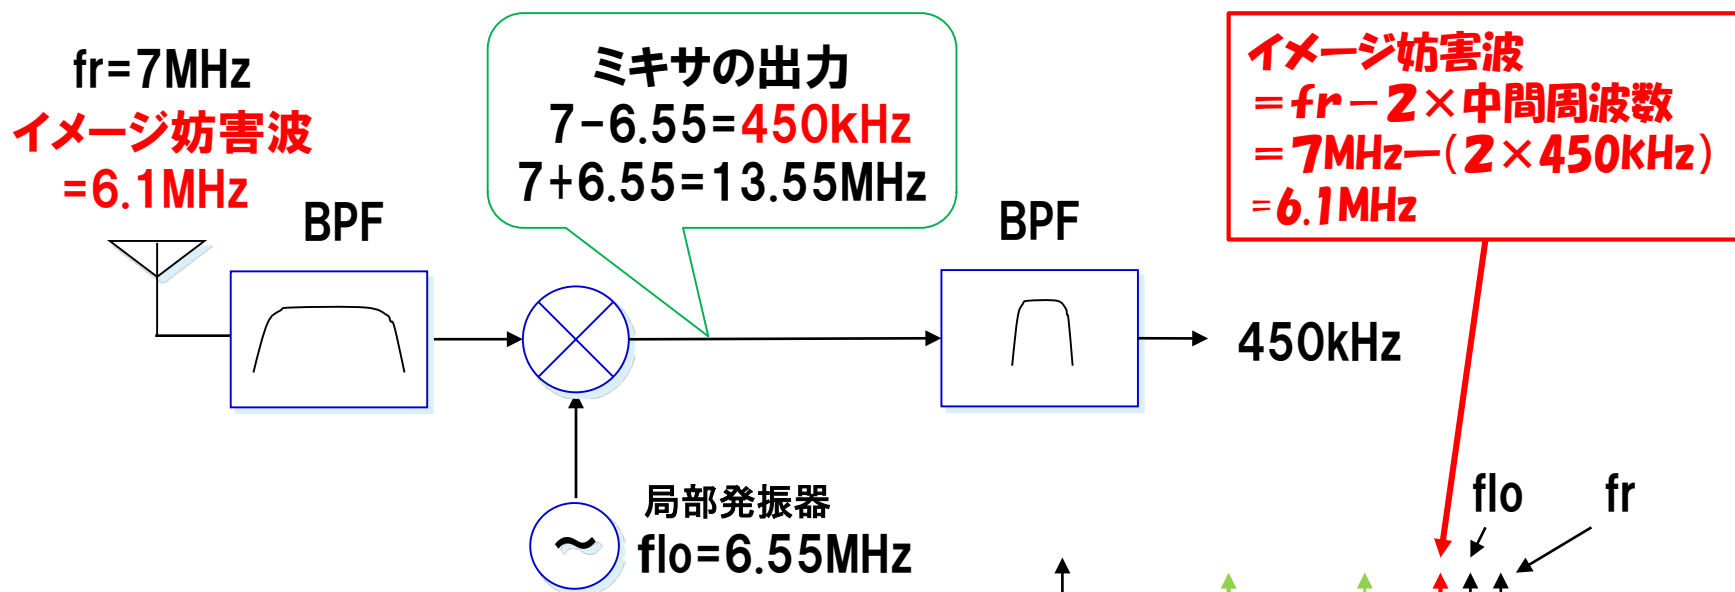 fr=7MHz
イメージ妨害波
=6.1MHz
BPF
ミキサの出力
7-6.55=450kHz
7+6.55=13.55MHz
BPF
イメージ妨害波
=fr-2×中間周波数
=7MHz-(2×450kHz)
=6.1MHz
450kHz
局部発振器
flo=6.55MHz
~
flo
fr